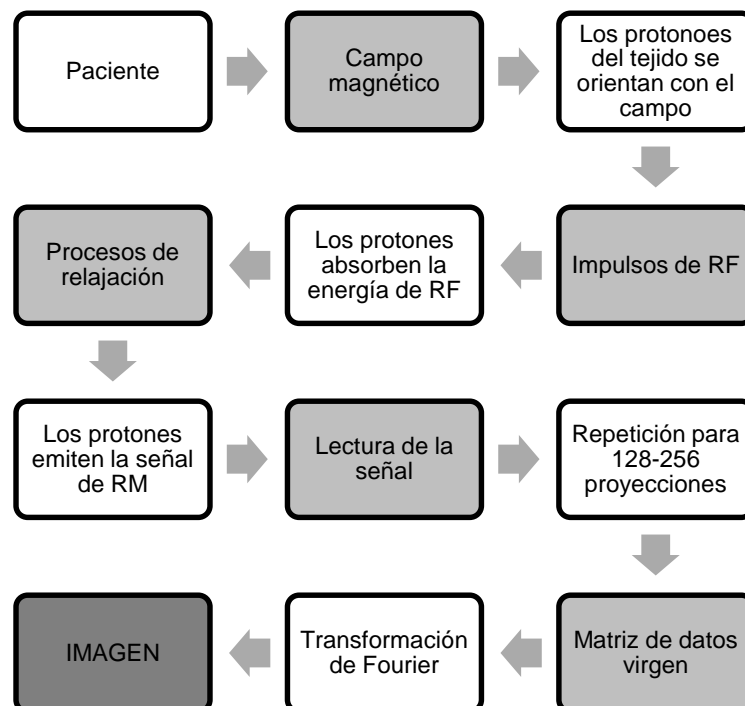 Paciente
Campo
magnético
Los protonoes
del tejido se
orientan con el
campo
Impulsos de RF
Los protones
absorben la
energía de RF
Procesos de
relajación
Los protones
emiten la señal
de RM
Lectura de la
señal
Repetición para
128-256
proyecciones
Matriz de datos
virgen
Transformación
de Fourier
IMAGEN